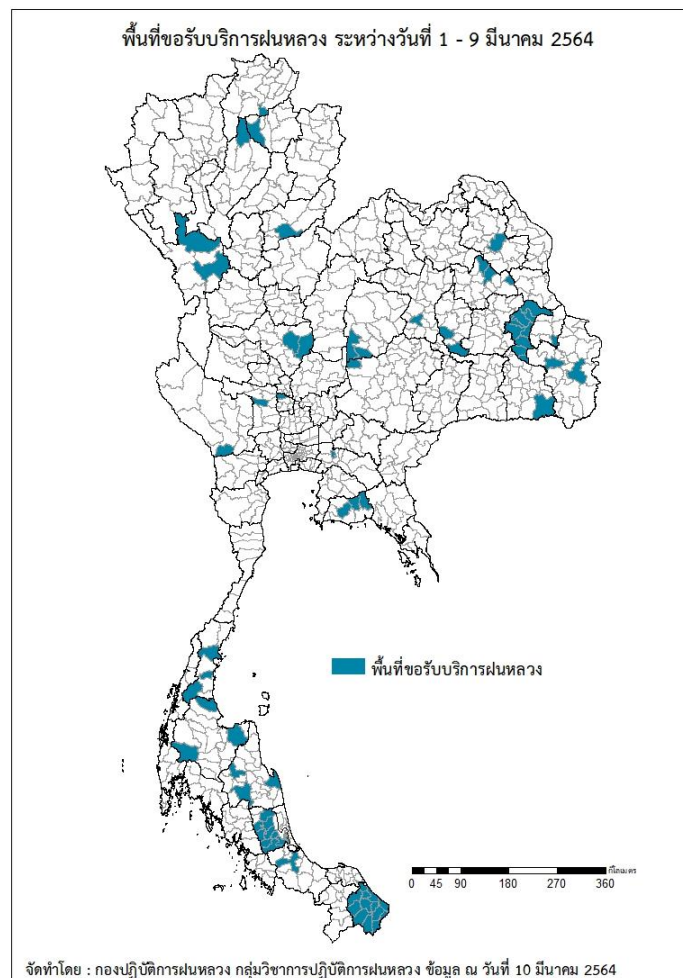 พื้นที่ขอรับบริการฝนหลวง ระหว่างวันที่ 1 - 9 มีนาคม 2564
พื้นที่ขอรับบริการฝนหลวง
กิโลเมตร
0 45 90 180 270 360
จัดทำโดย : กองปฏิบัติการฝนหลวง กลุ่มวิชาการปฏิบัติการฝนหลวง ข้อมูล ณ วันที่ 10 มีนาคม 2564